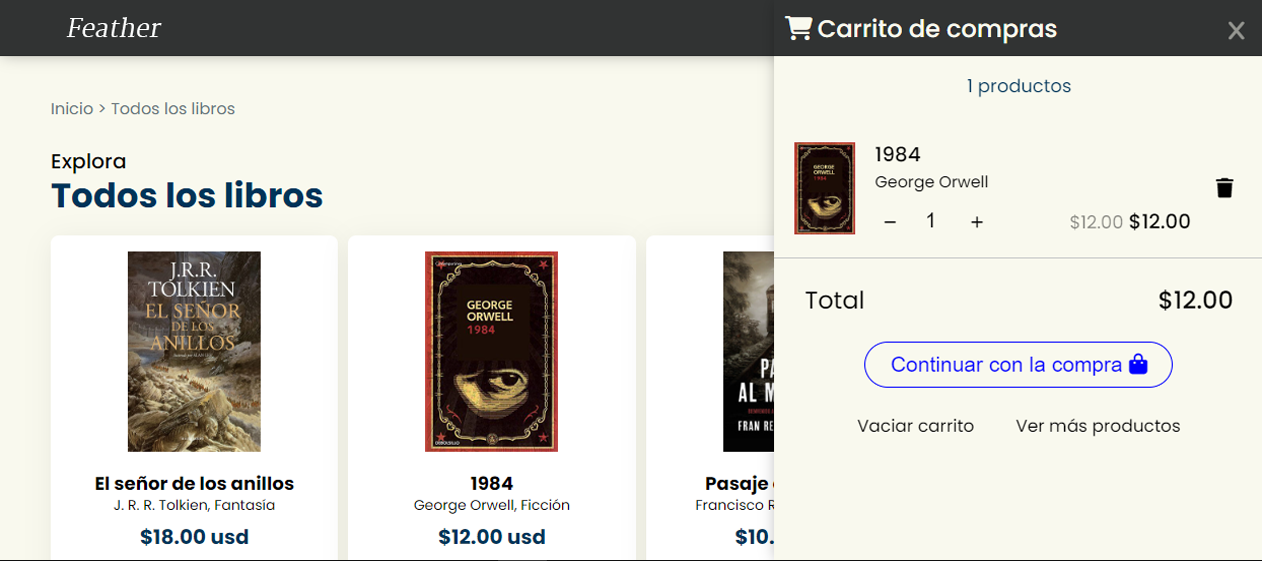 Feather
Carrito de compras
Inicio > Todos los libros
Explora
Todos los libros
J.R.R.
TOLKIEN
EL SEÑOR
DE LOS
ANILLOS
El señor de los anillos
J. R. R. Tolkien, Fantasía
$18.00 usd
GEORGE
ORWELL
1984
1984
George Orwell, Ficción
$12.00 usd
PA
AL M
FRAN RE
Pasaje
Francisco R
$10.
1 productos
GEORGE
ORWELL
1984
1984
George Orwell
− 1 + $12.00 $12.00
Total $12.00
Continuar con la compra
Vaciar carrito Ver más productos